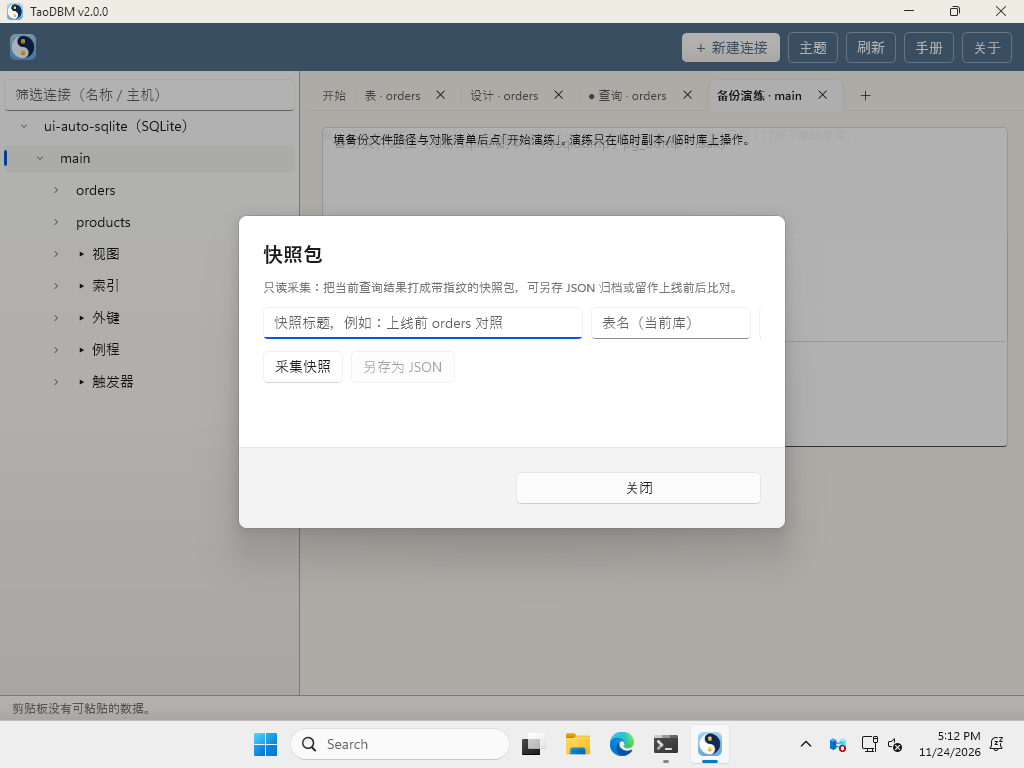 TaoDBM v2.0.0
+ 新建连接
主题
刷新
手册
关于
筛选连接（名称 / 主机）
ui-auto-sqlite（SQLite）
main
orders
products
视图
索引
外键
例程
触发器
开始
表 · orders
设计 · orders
● 查询 · orders
备份演练 · main
填备份文件路径与对账清单后点「开始演练」。演练只在临时副本/临时库上操作。
快照包
只读采集：把当前查询结果打成带指纹的快照包，可另存 JSON 归档或留作上线前后比对。
快照标题，例如：上线前 orders 对照
表名（当前库）
采集快照
另存为 JSON
关闭
剪贴板没有可粘贴的数据。
Search
5:12 PM
11/24/2026